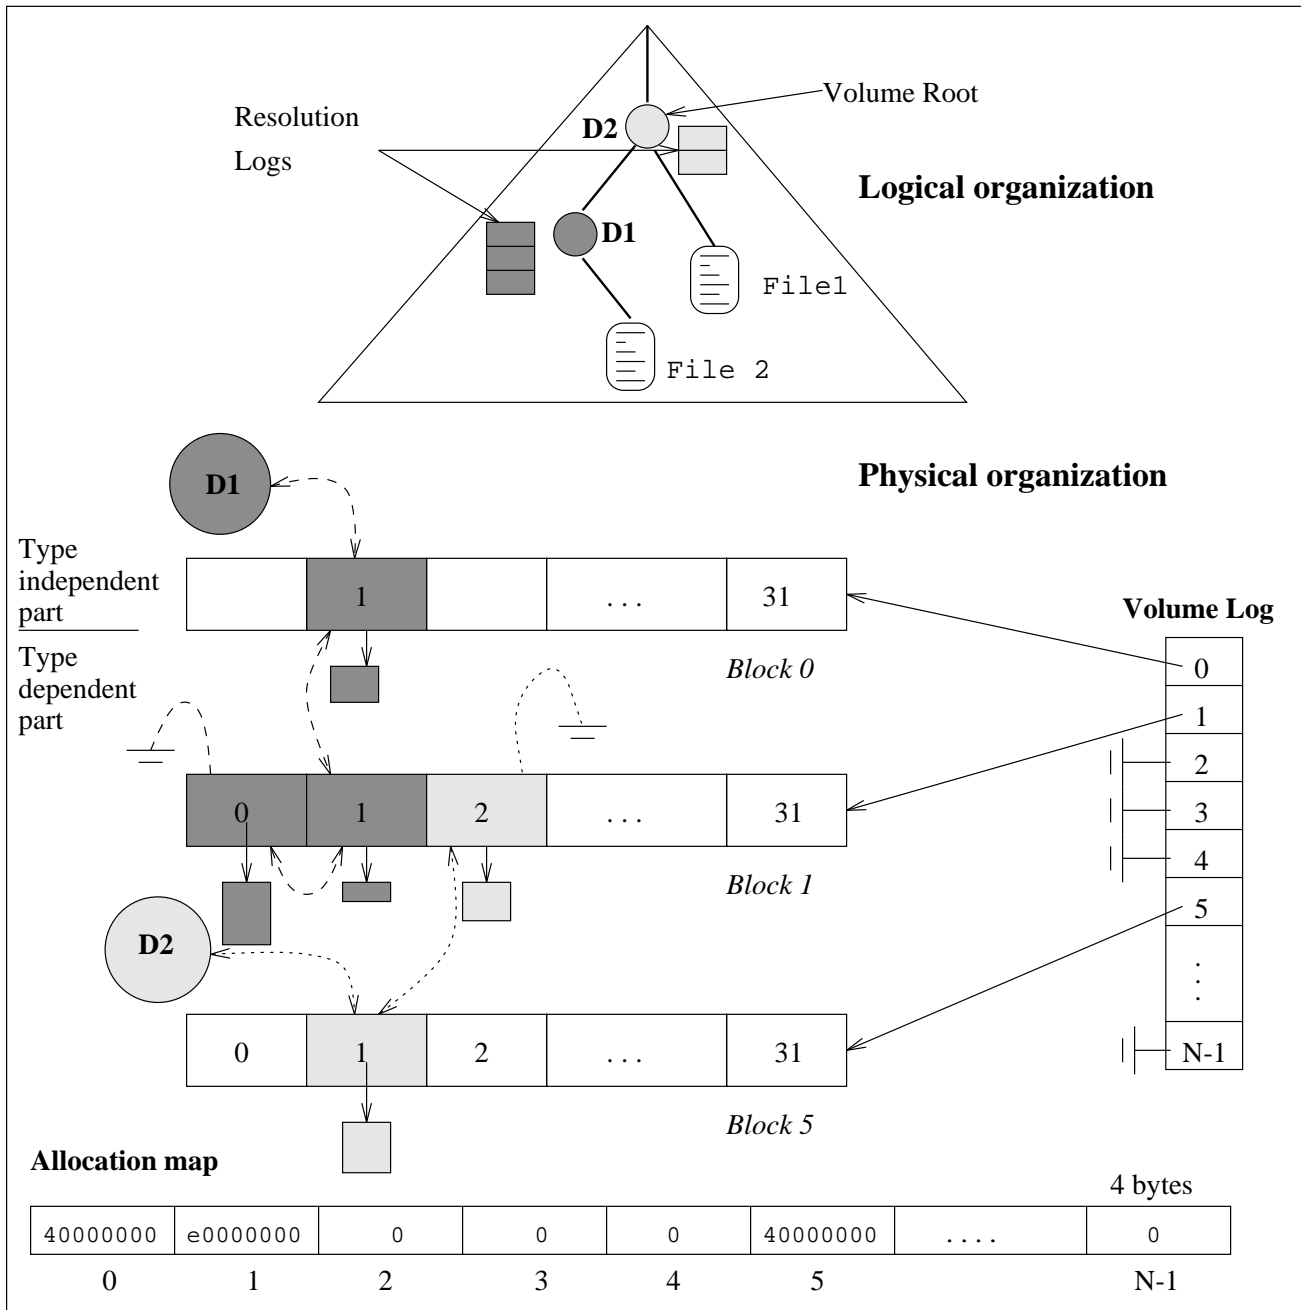 Volume Root
Resolution
Logs
D2
Logical organization
D1
File1
File 2
Physical organization
D1
Type
independent
part
1 ... 31
Volume Log
Block 0
0
Type
dependent
part
1
2
0 1 2 ... 31
3
Block 1
4
5
D2
.
.
.
0 1 2 ... 31
N-1
Block 5
Allocation map
4 bytes
40000000 e0000000 0 0 0 40000000 .... 0
0 1 2 3 4 5 N-1